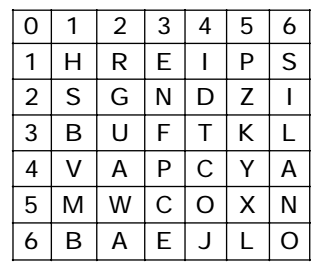 0 1 2 3 4 5 6
1 H R E I P S
2 S G N D Z I
3 B U F T K L
4 V A P C Y A
5 M W C O X N
6 B A E J L O